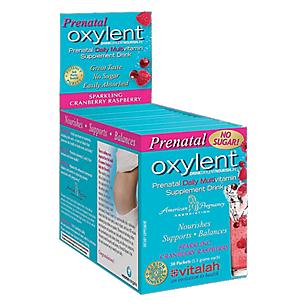 Prenatal
oxylent
Prenatal Daily Multivitamin
Supplement Drink
Great Taste
No Sugar
Easily Absorbed
SPARKLING
CRANBERRY RASPBERRY
Nourishes • Supports • Balances
Prenatal
NO
SUGAR!
oxylent
Prenatal Daily Multivitamin
Supplement Drink
American Pregnancy
ASSOCIATION
Nourishes
Supports • Balances
SPARKLING
CRANBERRY RASPBERRY
30 Packets
vitalah